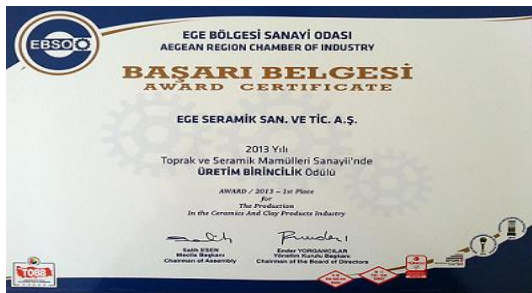 EBSO
EGE BÖLGESİ SANAYİ ODASI
AEGEAN REGION CHAMBER OF INDUSTRY
BAŞARI BELGESİ
AWARD CERTIFICATE
EGE SERAMİK SAN. VE TİC. A.Ş.
2013 Yılı
Toprak ve Seramik Mamülleri Sanayii'nde
ÜRETİM BİRİNCİLİK Ödülü
AWARD / 2013 – 1st Place
for
The Production
In the Ceramics And Clay Products Industry
Salih ESEN
Meclis Başkanı
Chairman of Assembly
Ender YORGANCILAR
Yönetim Kurulu Başkanı
Chairman of the Board of Directors
TOBB